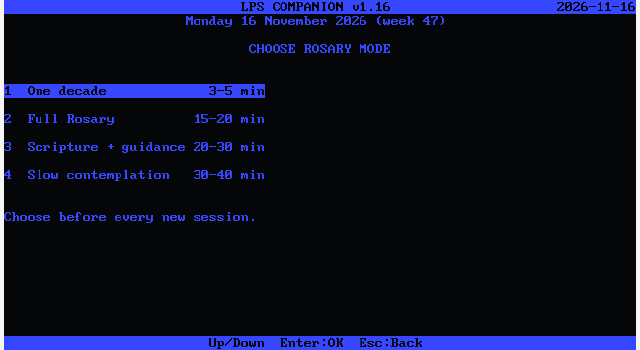 LPS COMPANION v1.16 2026-11-16
Monday 16 November 2026 (week 47)
CHOOSE ROSARY MODE
1 One decade 3-5 min
2 Full Rosary 15-20 min
3 Scripture + guidance 20-30 min
4 Slow contemplation 30-40 min
Choose before every new session.
Up/Down Enter:OK Esc:Back